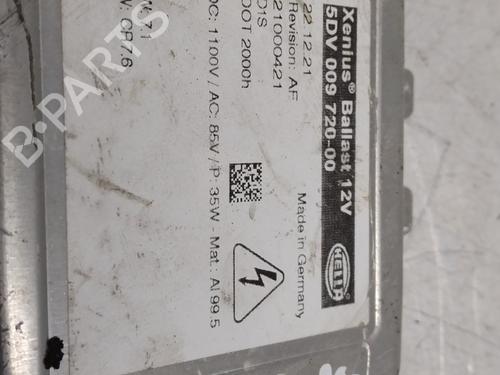 Xenius® Ballast 12V
5DV 009 720-00
HELLA
22.12.21
Revision: AF
21000421
D1S
00T 2000h
Made in Germany
DC: 1100V / AC: 85V / P: 35W - Mat.: Al 99.5
B-PARTS